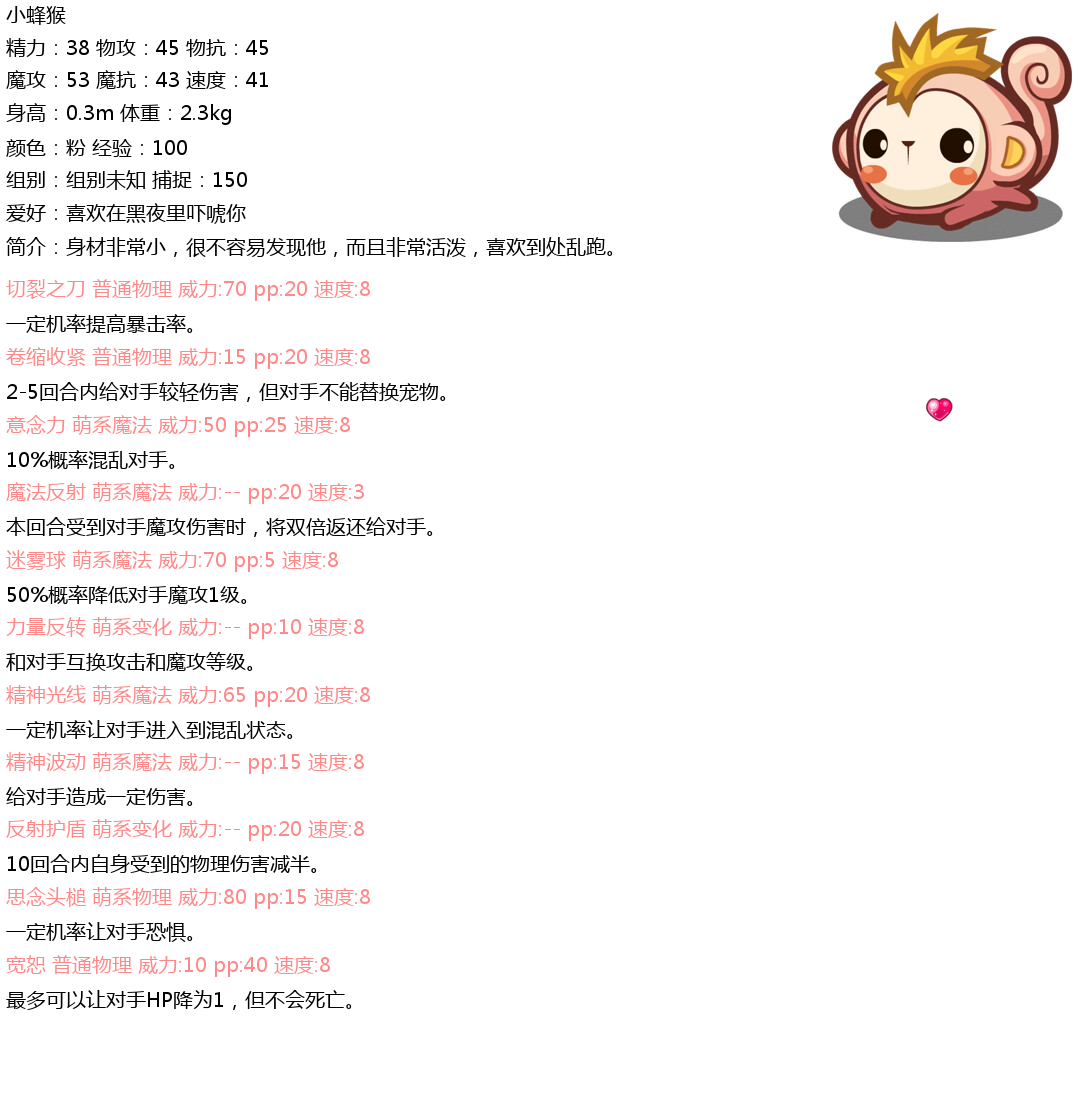 小蜂猴
精力：38 物攻：45 物抗：45
魔攻：53 魔抗：43 速度：41
身高：0.3m 体重：2.3kg
颜色：粉 经验：100
组别：组别未知 捕捉：150
爱好：喜欢在黑夜里吓唬你
简介：身材非常小，很不容易发现他，而且非常活泼，喜欢到处乱跑。
切裂之刀 普通物理 威力:70 pp:20 速度:8
一定机率提高暴击率。
卷缩收紧 普通物理 威力:15 pp:20 速度:8
2-5回合内给对手较轻伤害，但对手不能替换宠物。
意念力 萌系魔法 威力:50 pp:25 速度:8
10%概率混乱对手。
魔法反射 萌系魔法 威力:-- pp:20 速度:3
本回合受到对手魔攻伤害时，将双倍返还给对手。
迷雾球 萌系魔法 威力:70 pp:5 速度:8
50%概率降低对手魔攻1级。
力量反转 萌系变化 威力:-- pp:10 速度:8
和对手互换攻击和魔攻等级。
精神光线 萌系魔法 威力:65 pp:20 速度:8
一定机率让对手进入到混乱状态。
精神波动 萌系魔法 威力:-- pp:15 速度:8
给对手造成一定伤害。
反射护盾 萌系变化 威力:-- pp:20 速度:8
10回合内自身受到的物理伤害减半。
思念头槌 萌系物理 威力:80 pp:15 速度:8
一定机率让对手恐惧。
宽恕 普通物理 威力:10 pp:40 速度:8
最多可以让对手HP降为1，但不会死亡。